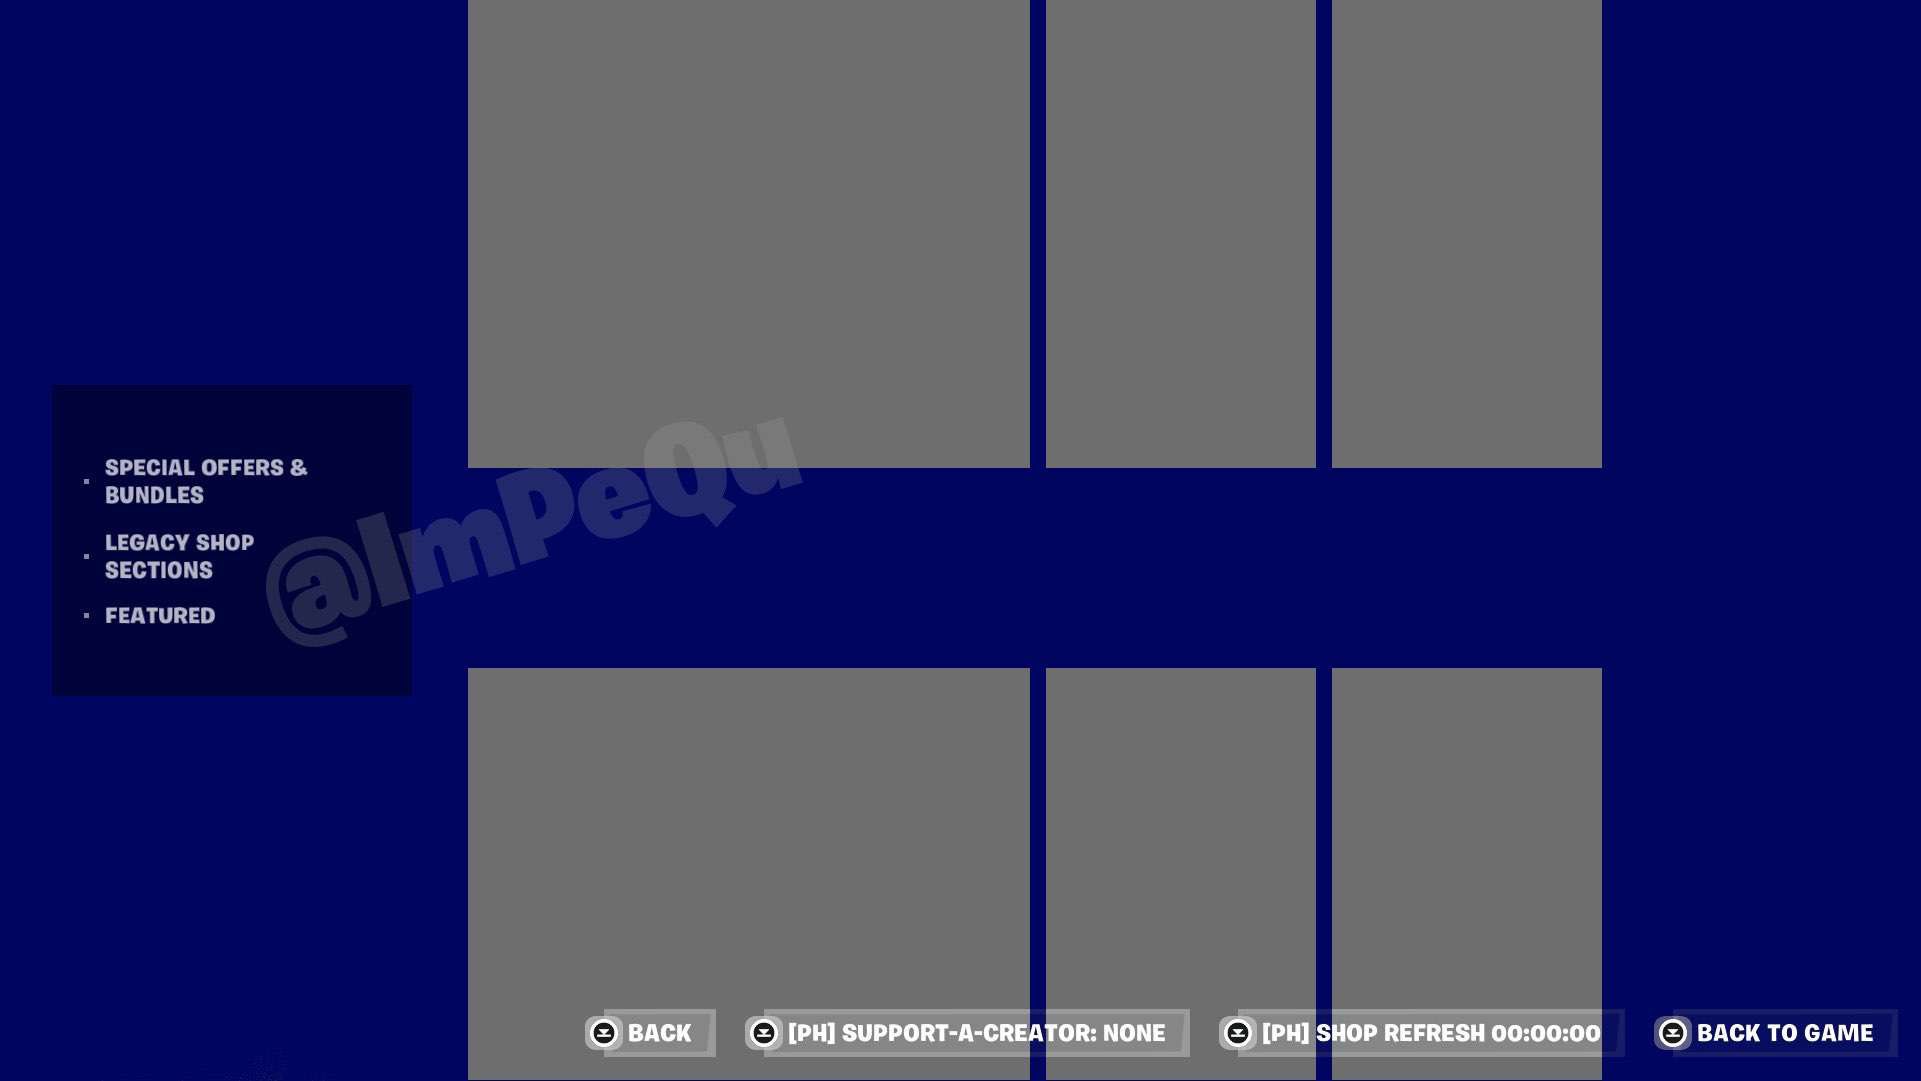 SPECIAL OFFERS &
BUNDLES
LEGACY SHOP
SECTIONS
FEATURED
@ImPeQu
BACK
[PH] SUPPORT-A-CREATOR: NONE
[PH] SHOP REFRESH 00:00:00
BACK TO GAME